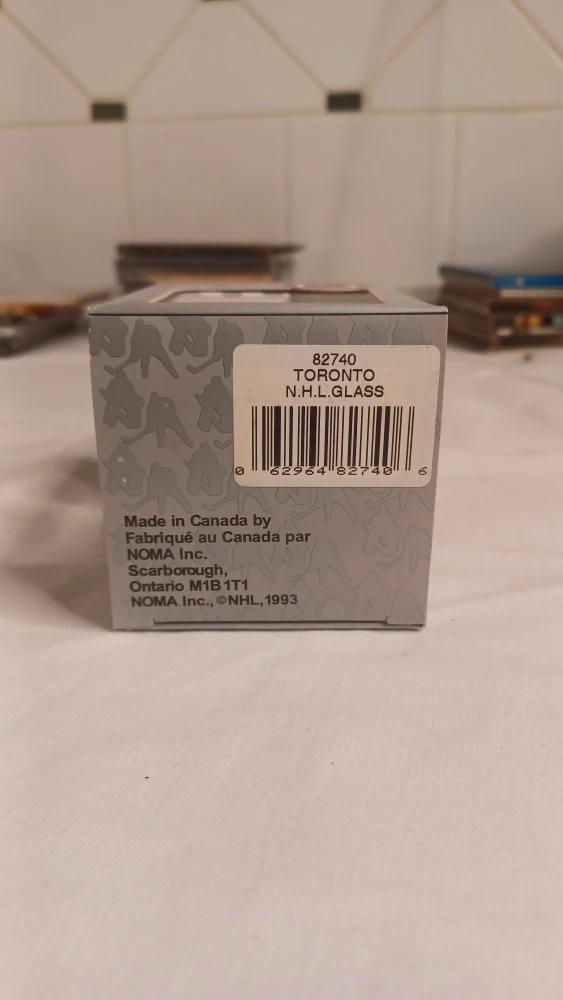 82740
TORONTO
N.H.L.GLASS
0 62964 82740 6
Made in Canada by
Fabriqué au Canada par
NOMA Inc.
Scarborough,
Ontario M1B 1T1
NOMA Inc., ©NHL,1993